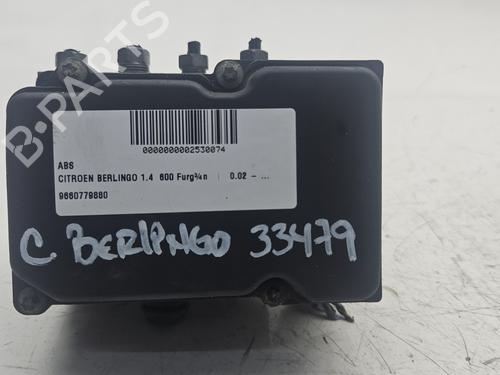 B-PARTS
0000000002530074
ABS
CITROEN BERLINGO 1.4 600 Furg¾n | 0.02 - ...
9660779880
C BERLINGO 33479